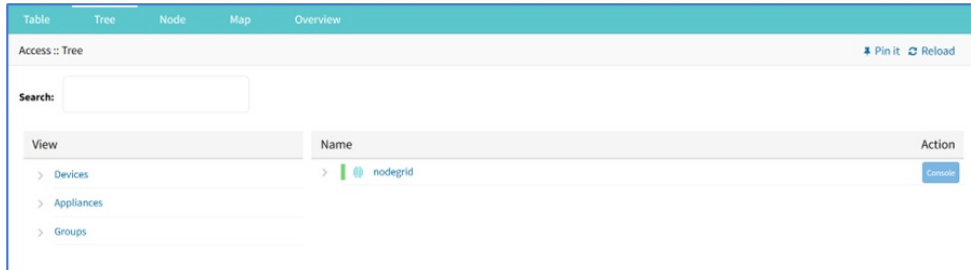 Table Tree Node Map Overview
Access :: Tree Pin it Reload
Search:
View Name Action
Devices nodegrid Console
Appliances
Groups